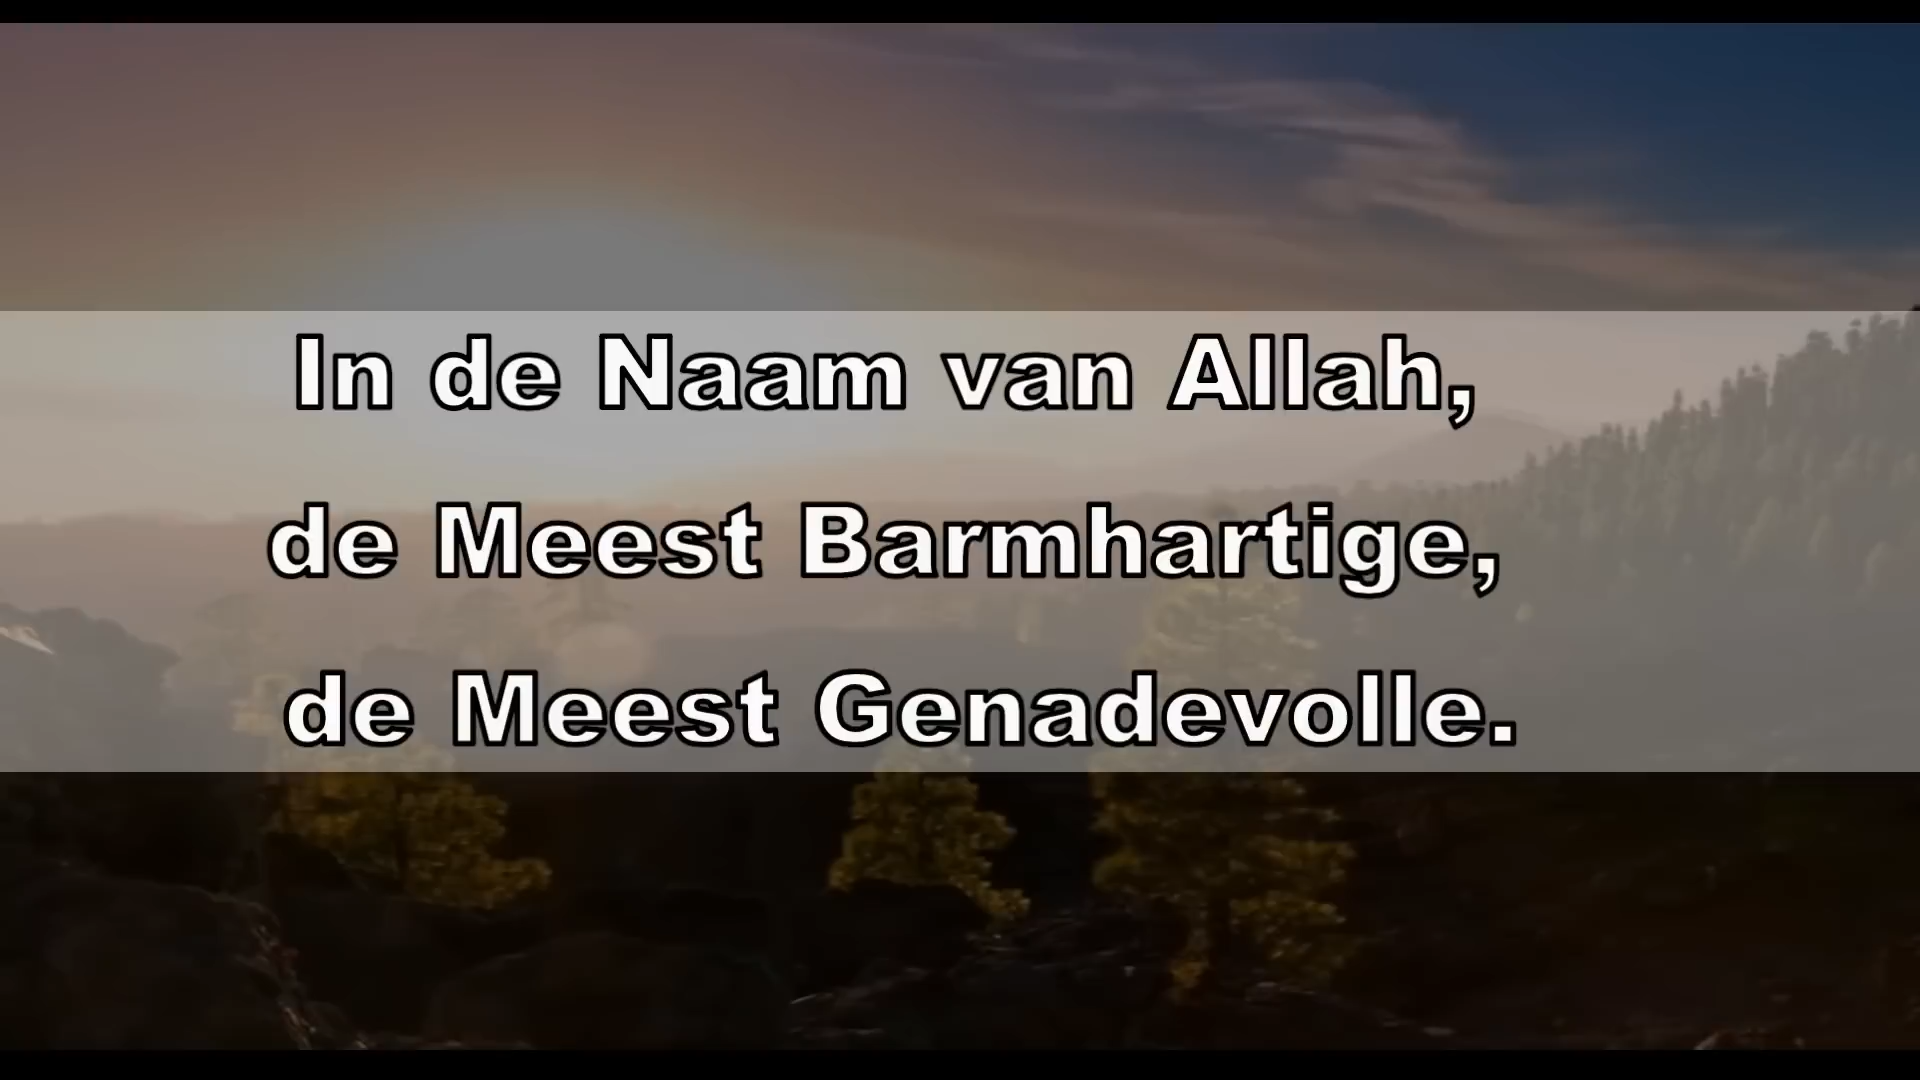 In de Naam van Allah,
de Meest Barmhartige,
de Meest Genadevolle.